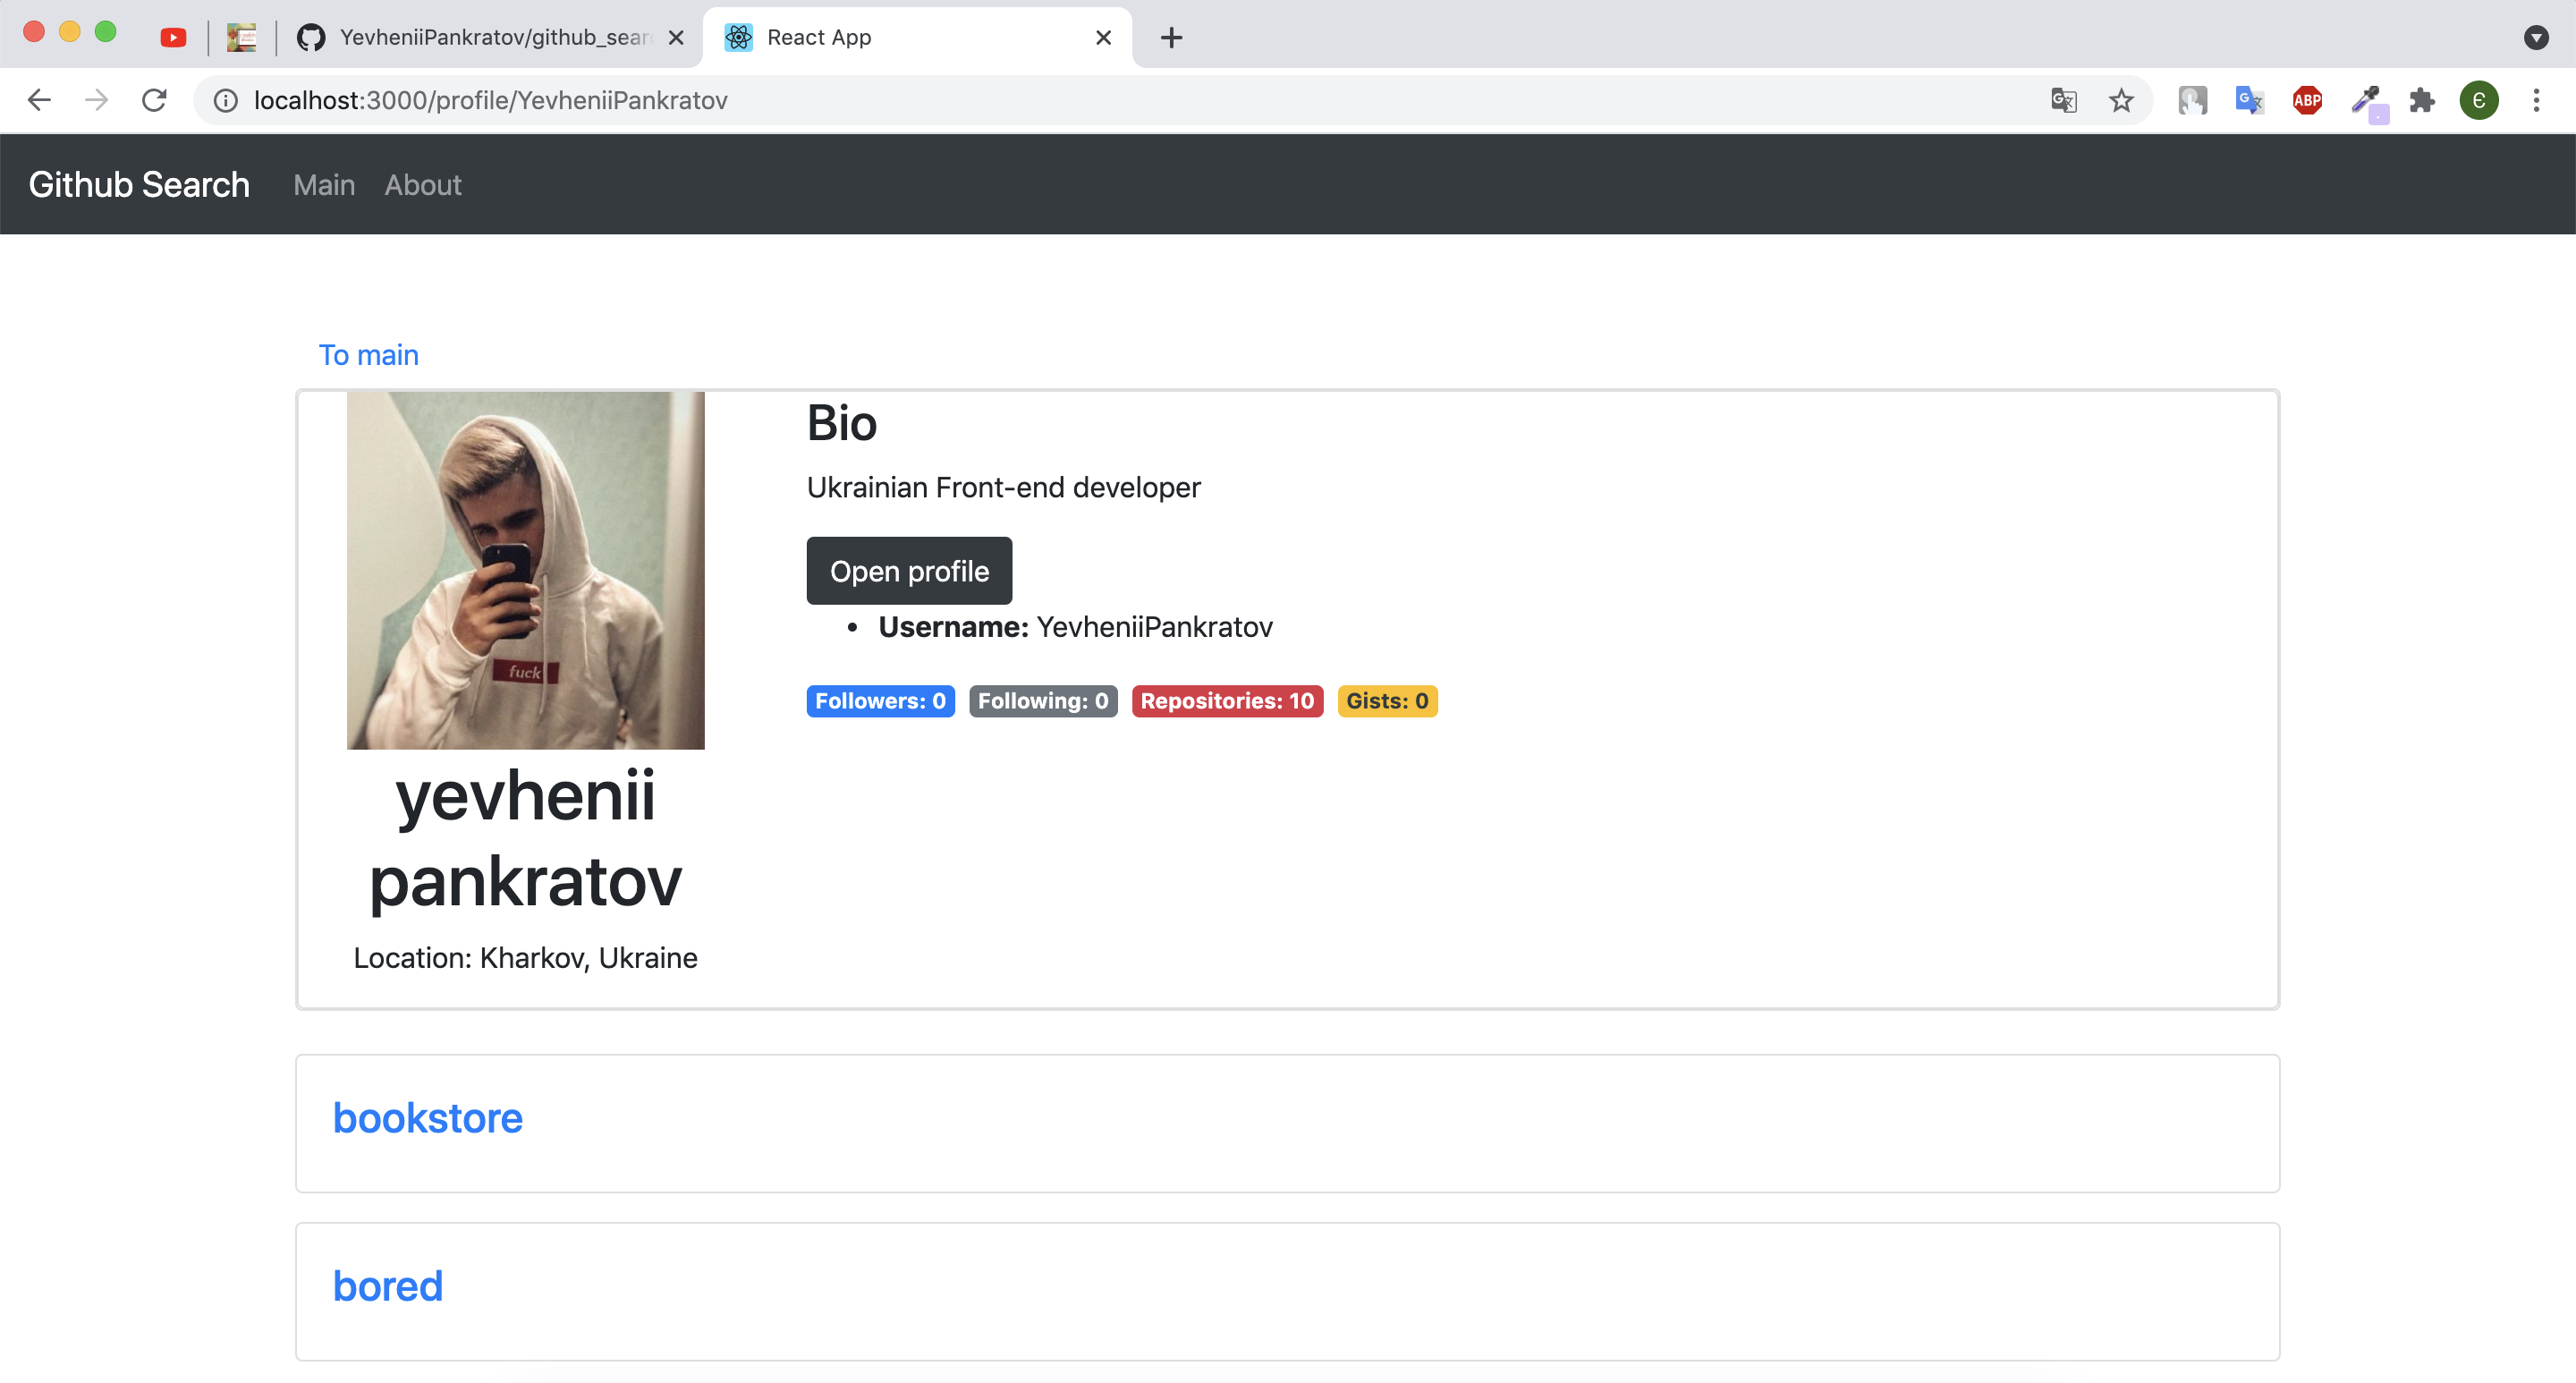 YevheniiPankratov/github_sear
React App
localhost:3000/profile/YevheniiPankratov
ABP
Є
Github Search Main About
To main
Bio
Ukrainian Front-end developer
Open profile
Username: YevheniiPankratov
fuck
Followers: 0 Following: 0 Repositories: 10 Gists: 0
yevhenii
pankratov
Location: Kharkov, Ukraine
bookstore
bored